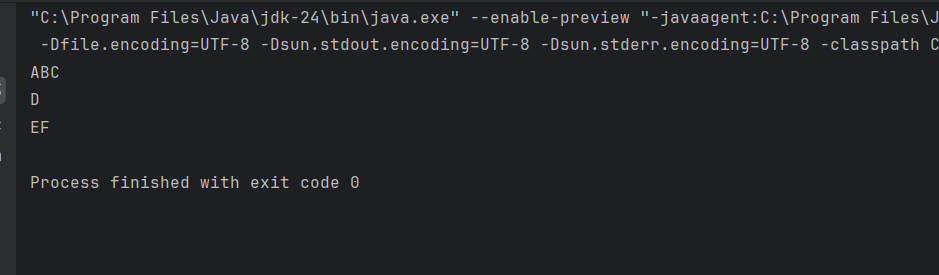 "C:\Program Files\Java\jdk-24\bin\java.exe" --enable-preview "-javaagent:C:\Program Files\J
-Dfile.encoding=UTF-8 -Dsun.stdout.encoding=UTF-8 -Dsun.stderr.encoding=UTF-8 -classpath C
ABC
D
EF
Process finished with exit code 0